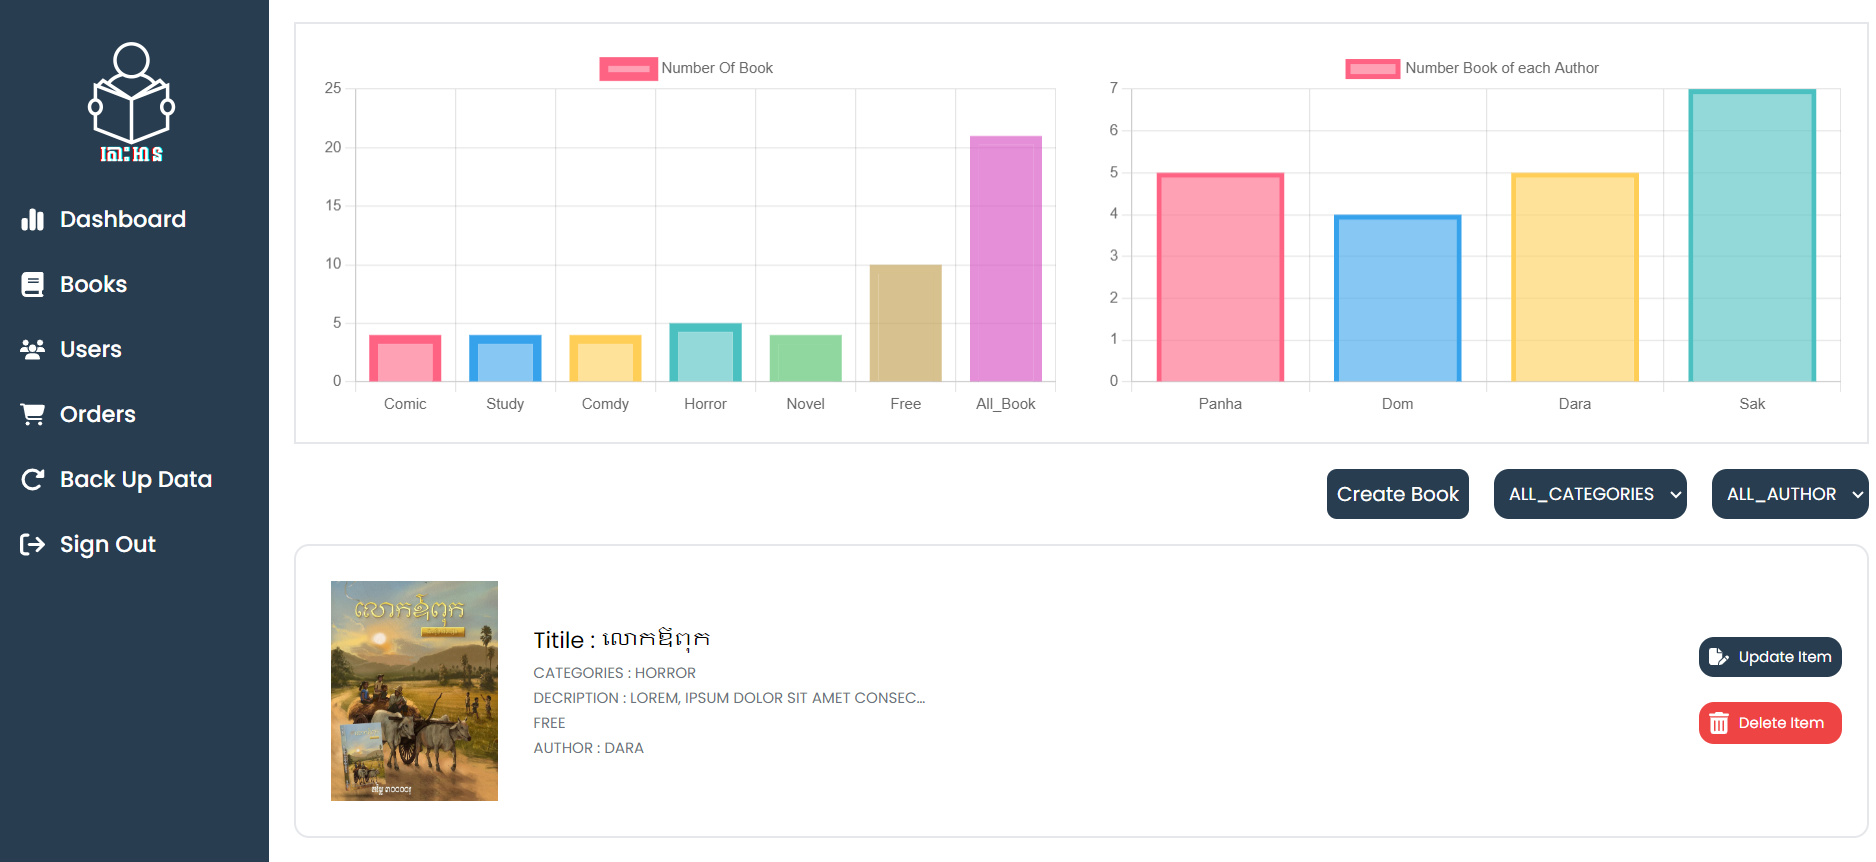 Dashboard
Books
Users
Orders
Back Up Data
Sign Out
Number Of Book
25
20
15
10
5
0
Comic Study Comdy Horror Novel Free All_Book
Number Book of each Author
7
6
5
4
3
2
1
0
Panha Dom Dara Sak
Create Book
ALL_CATEGORIES
ALL_AUTHOR
លោកឪពុក
Titile : លោកឪពុក
CATEGORIES : HORROR
DECRIPTION : LOREM, IPSUM DOLOR SIT AMET CONSEC...
FREE
AUTHOR : DARA
Update Item
Delete Item